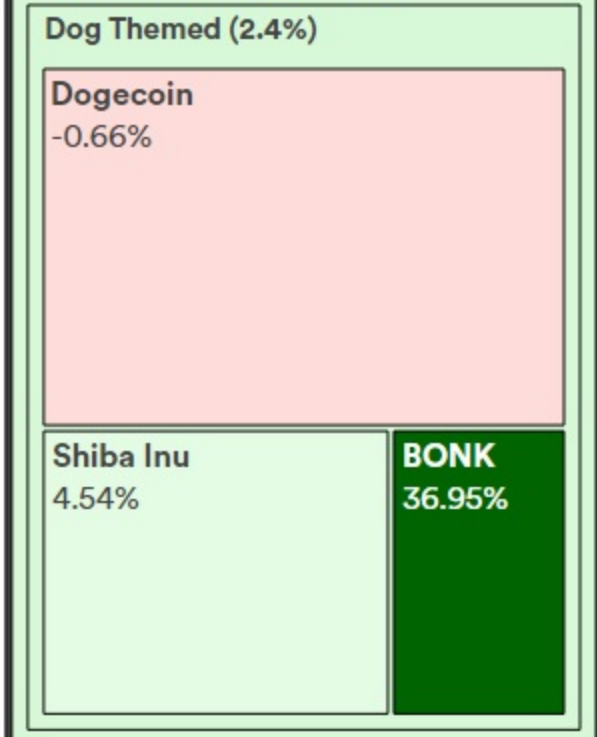 Dog Themed (2.4%)
Dogecoin
-0.66%
Shiba Inu
4.54%
BONK
36.95%